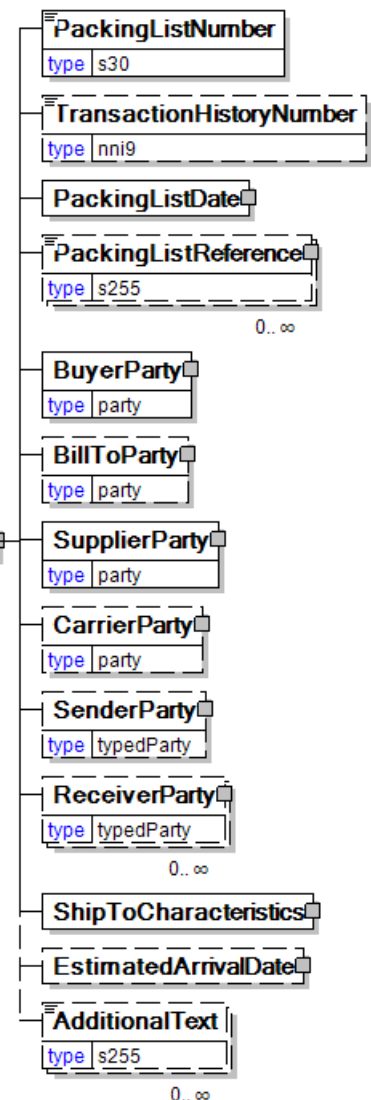 PackingListNumber
type s30
TransactionHistoryNumber
type nni9
PackingListDate
PackingListReference
type s255
0.. ∞
BuyerParty
type party
BillToParty
type party
SupplierParty
type party
CarrierParty
type party
SenderParty
type typedParty
ReceiverParty
type typedParty
0.. ∞
ShipToCharacteristics
EstimatedArrivalDate
AdditionalText
type s255
0.. ∞